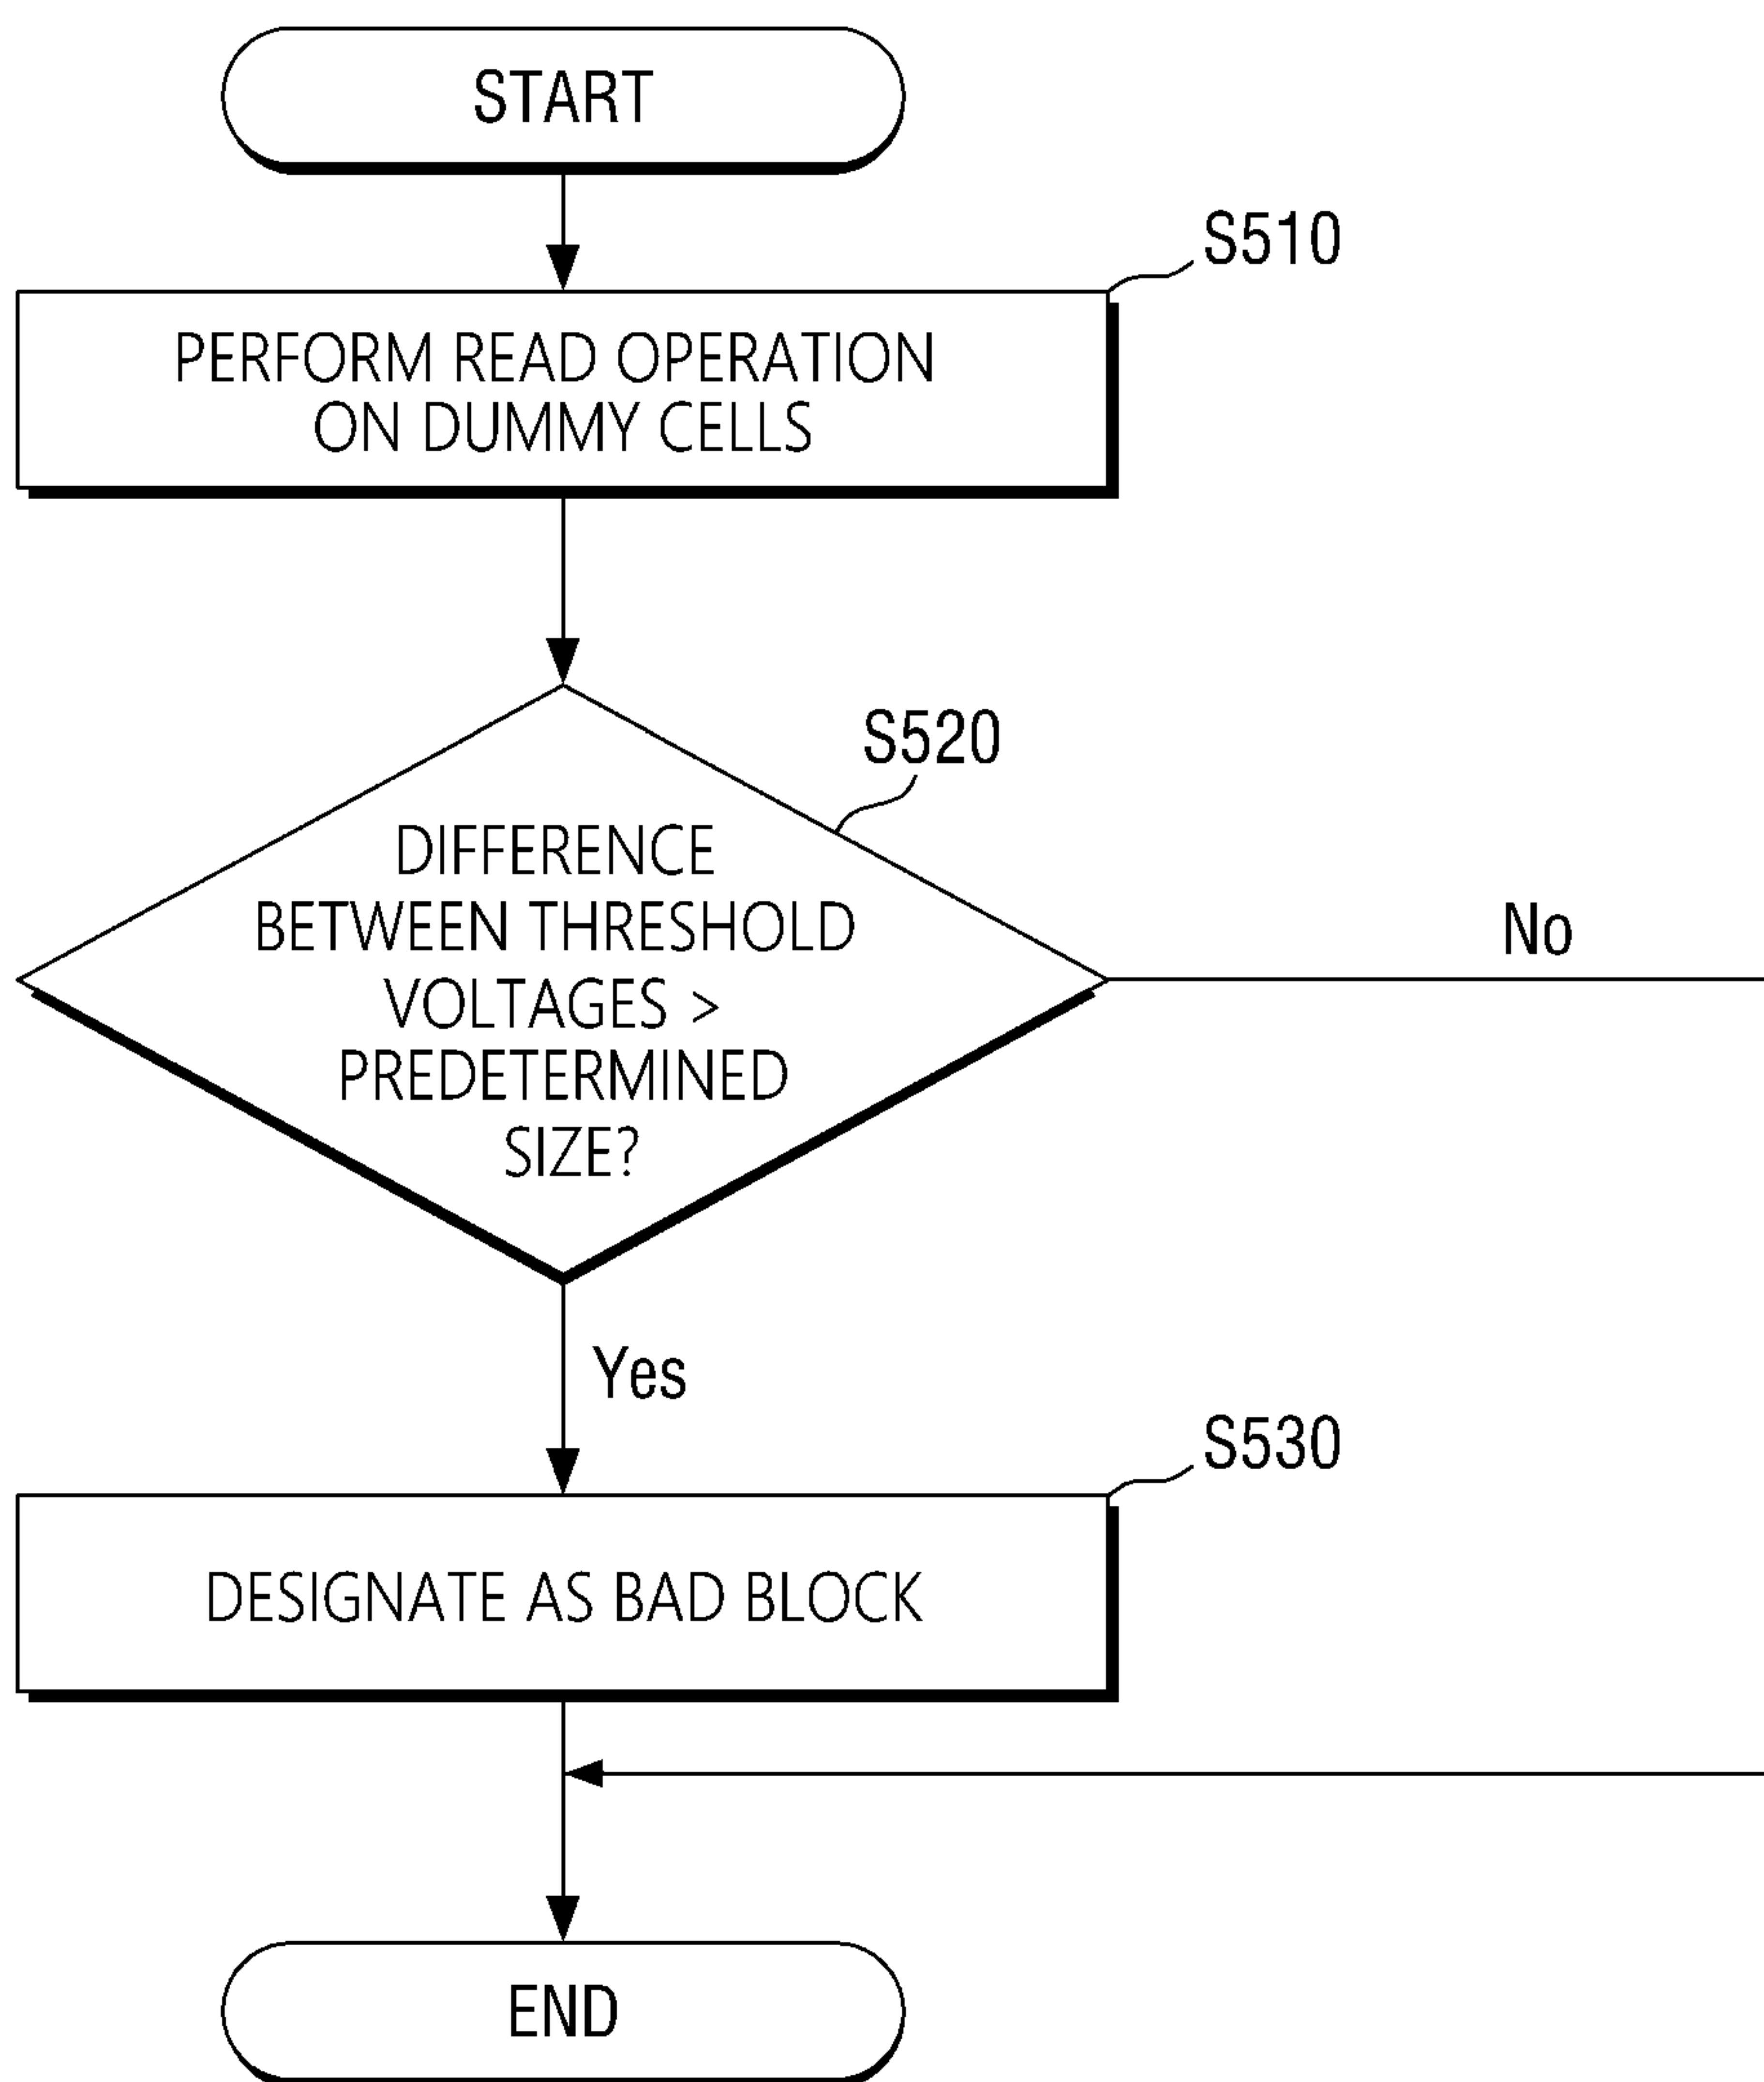 START
S510
PERFORM READ OPERATION
ON DUMMY CELLS
S520
DIFFERENCE
BETWEEN THRESHOLD
VOLTAGES >
PREDETERMINED
SIZE?
No
Yes
S530
DESIGNATE AS BAD BLOCK
END